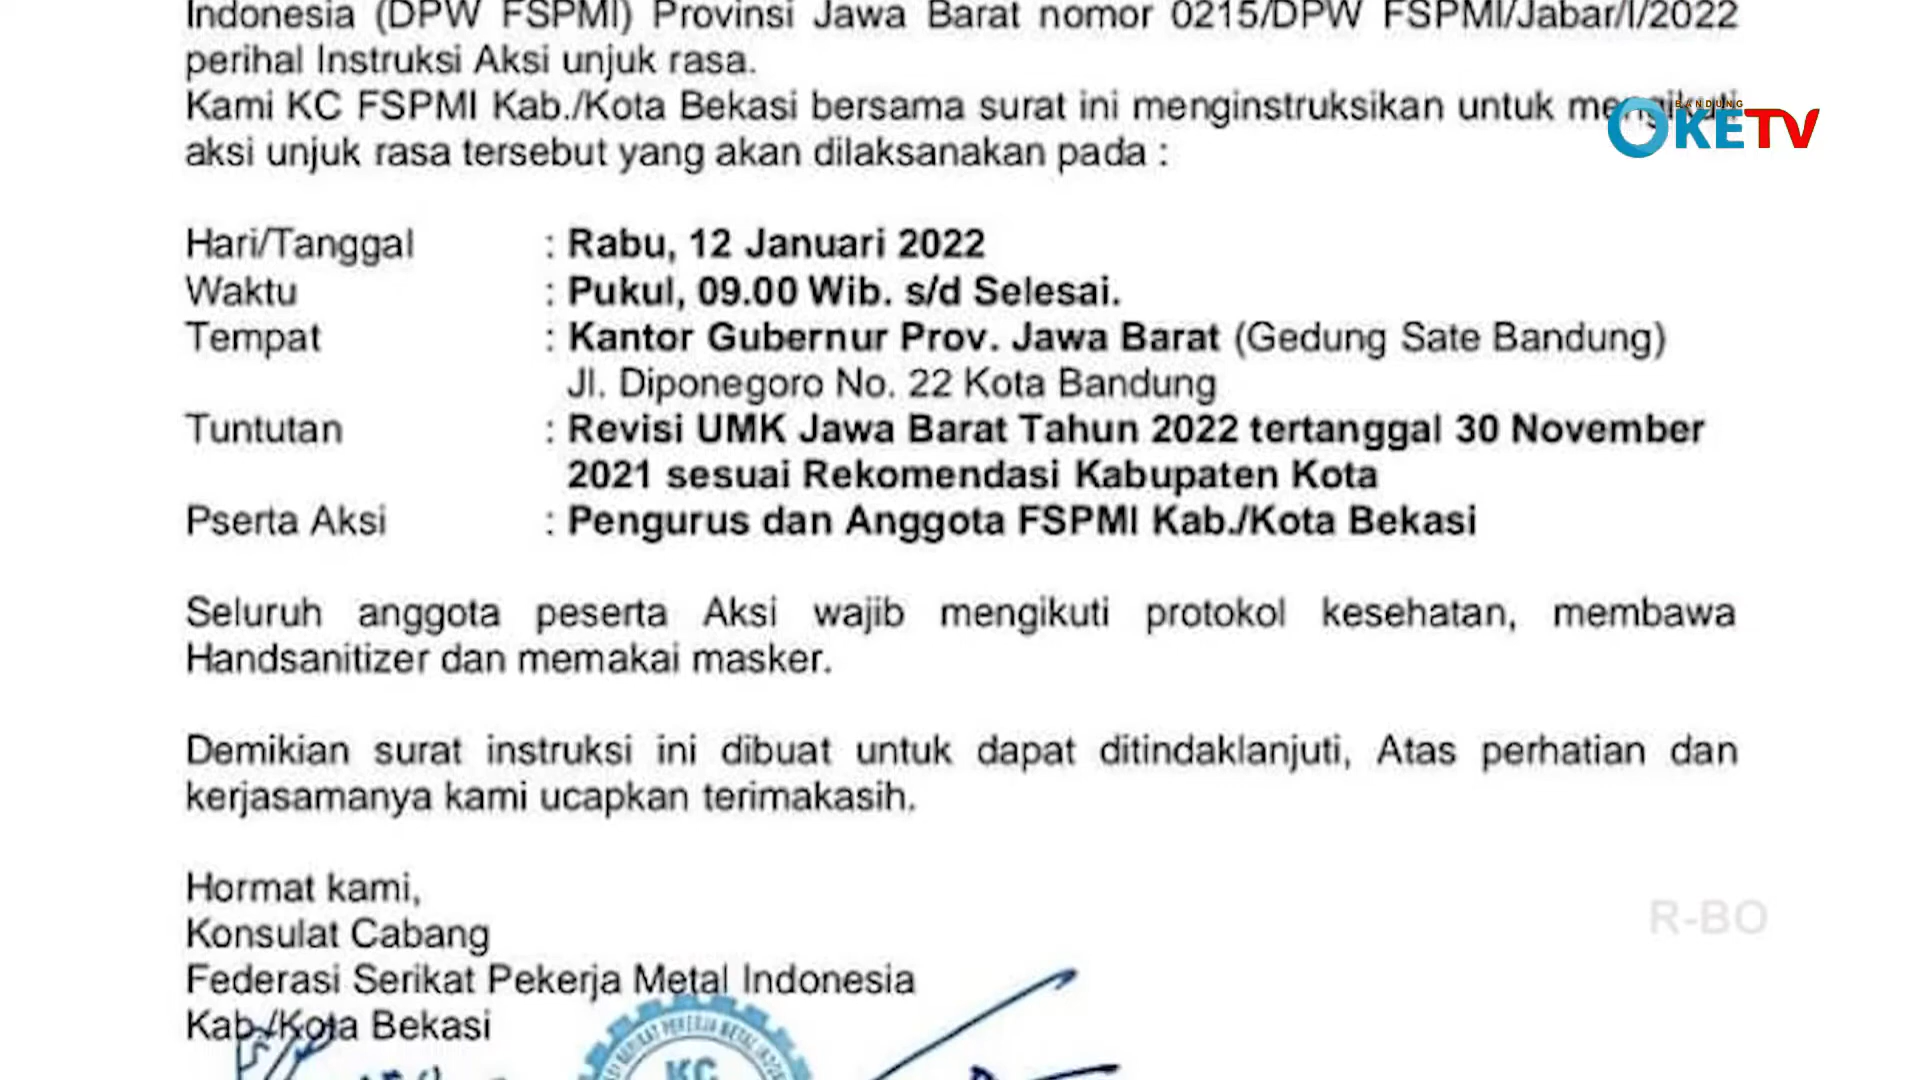 Indonesia (DPW FSPMI) Provinsi Jawa Barat nomor 0215/DPW FSPMI/Jabar/I/2022
perihal Instruksi Aksi unjuk rasa.
Kami KC FSPMI Kab./Kota Bekasi bersama surat ini menginstruksikan untuk mengikuti
BANDUNG
OKETV
aksi unjuk rasa tersebut yang akan dilaksanakan pada :
Hari/Tanggal : Rabu, 12 Januari 2022
Waktu : Pukul, 09.00 Wib. s/d Selesai.
Tempat : Kantor Gubernur Prov. Jawa Barat (Gedung Sate Bandung)
Jl. Diponegoro No. 22 Kota Bandung
Tuntutan : Revisi UMK Jawa Barat Tahun 2022 tertanggal 30 November
2021 sesuai Rekomendasi Kabupaten Kota
Pserta Aksi : Pengurus dan Anggota FSPMI Kab./Kota Bekasi
Seluruh anggota peserta Aksi wajib mengikuti protokol kesehatan, membawa
Handsanitizer dan memakai masker.
Demikian surat instruksi ini dibuat untuk dapat ditindaklanjuti, Atas perhatian dan
kerjasamanya kami ucapkan terimakasih.
Hormat kami,
R-BO
Konsulat Cabang
Federasi Serikat Pekerja Metal Indonesia
Kab./Kota Bekasi
SERIKAT PEKERJA METAL
KC